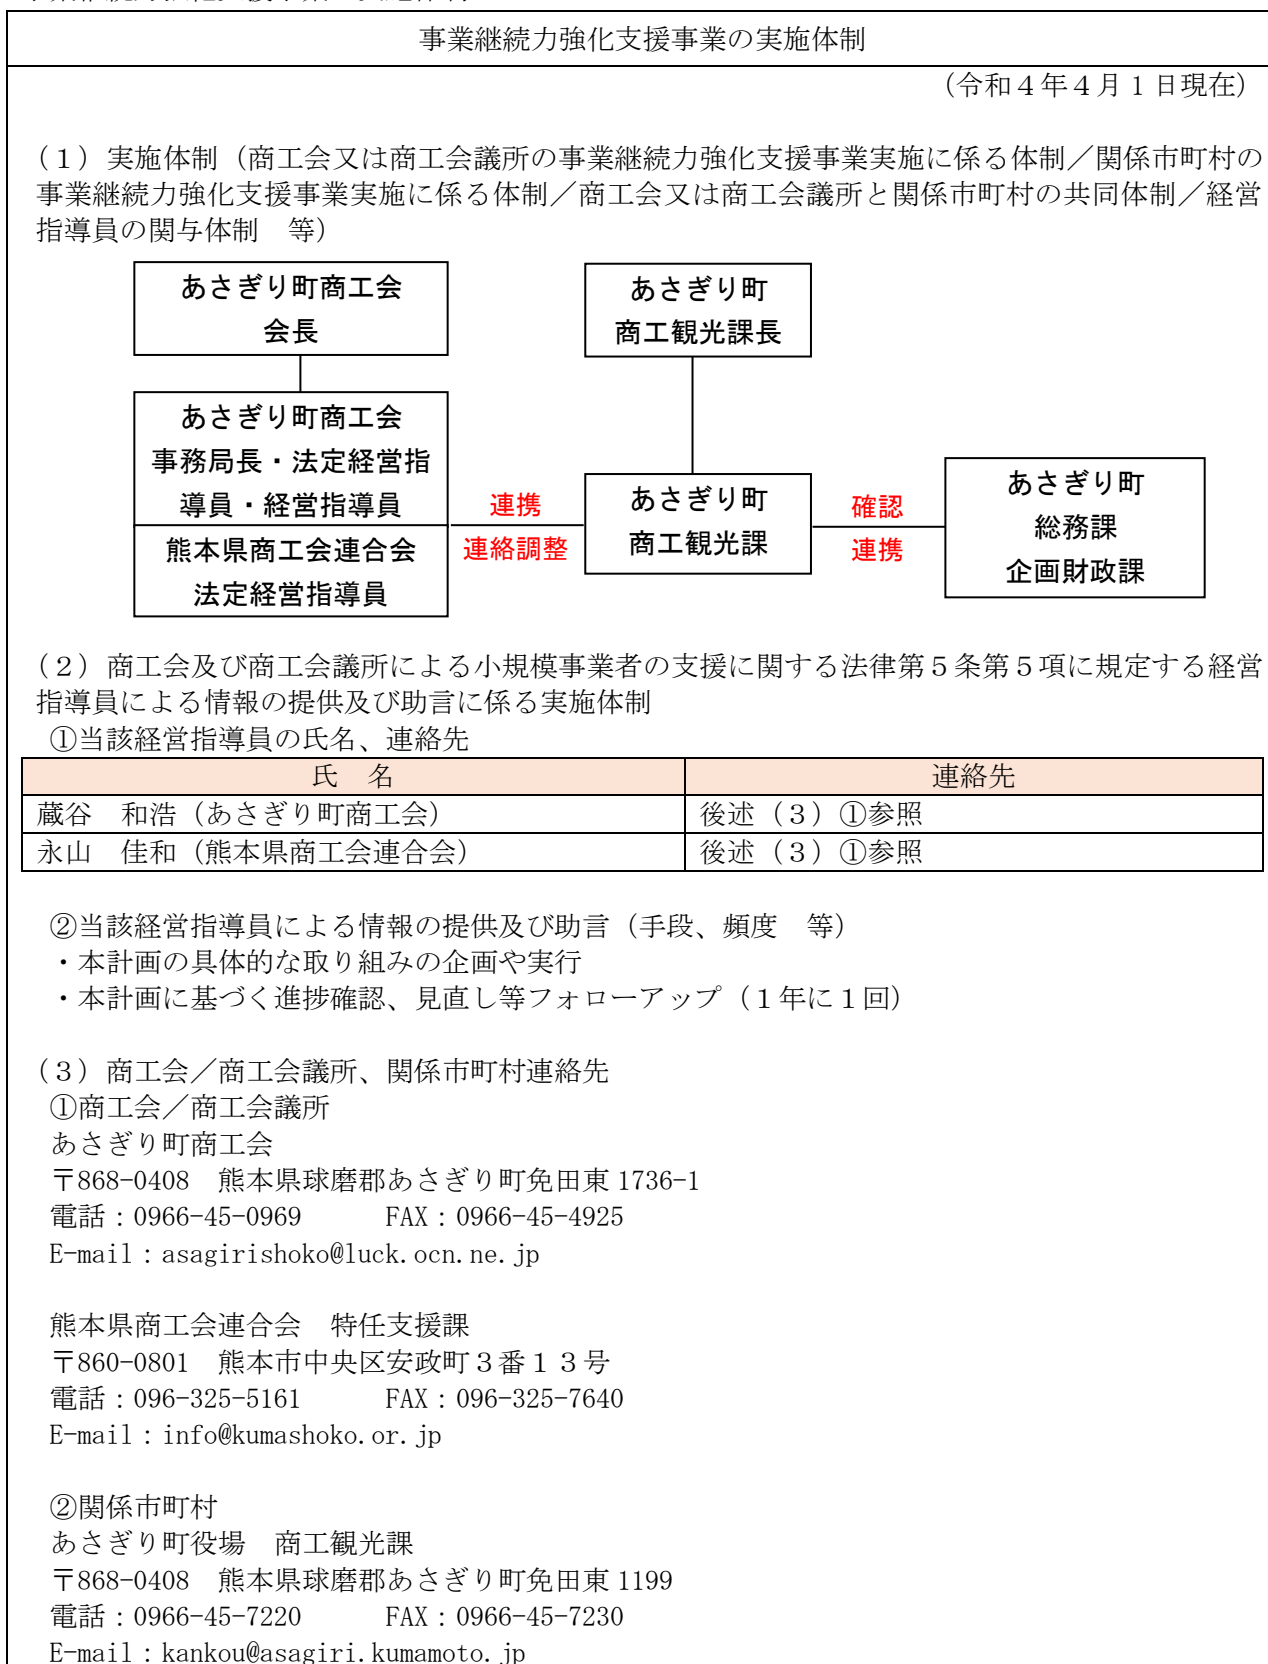 事業継続力強化支援事業の実施体制
（令和４年４月１日現在）
（１）実施体制（商工会又は商工会議所の事業継続力強化支援事業実施に係る体制／関係市町村の
事業継続力強化支援事業実施に係る体制／商工会又は商工会議所と関係市町村の共同体制／経営
指導員の関与体制　等）
あさぎり町商工会
会長
あさぎり町
商工観光課長
あさぎり町商工会
事務局長・法定経営指
導員・経営指導員
熊本県商工会連合会
法定経営指導員
連携
連絡調整
あさぎり町
商工観光課
確認
連携
あさぎり町
総務課
企画財政課
（２）商工会及び商工会議所による小規模事業者の支援に関する法律第５条第５項に規定する経営
指導員による情報の提供及び助言に係る実施体制
①当該経営指導員の氏名、連絡先
氏　名　連絡先
蔵谷　和浩（あさぎり町商工会）　後述（３）①参照
永山　佳和（熊本県商工会連合会）　後述（３）①参照
②当該経営指導員による情報の提供及び助言（手段、頻度　等）
・本計画の具体的な取り組みの企画や実行
・本計画に基づく進捗確認、見直し等フォローアップ（１年に１回）
（３）商工会／商工会議所、関係市町村連絡先
①商工会／商工会議所
あさぎり町商工会
〒868-0408　熊本県球磨郡あさぎり町免田東 1736-1
電話：0966-45-0969　　　FAX：0966-45-4925
E-mail：asagirishoko@luck.ocn.ne.jp
熊本県商工会連合会　特任支援課
〒860-0801　熊本市中央区安政町３番１３号
電話：096-325-5161　　　FAX：096-325-7640
E-mail：info@kumashoko.or.jp
②関係市町村
あさぎり町役場　商工観光課
〒868-0408　熊本県球磨郡あさぎり町免田東 1199
電話：0966-45-7220　　　FAX：0966-45-7230
E-mail：kankou@asagiri.kumamoto.jp